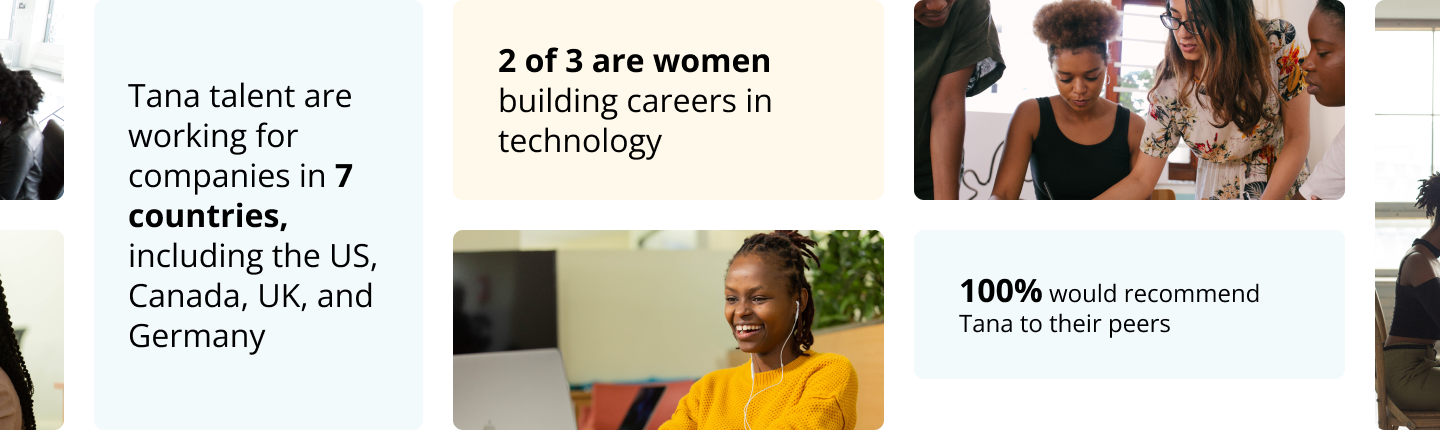 Tana talent are
working for
companies in 7
countries,
including the US,
Canada, UK, and
Germany
2 of 3 are women
building careers in
technology
100% would recommend
Tana to their peers